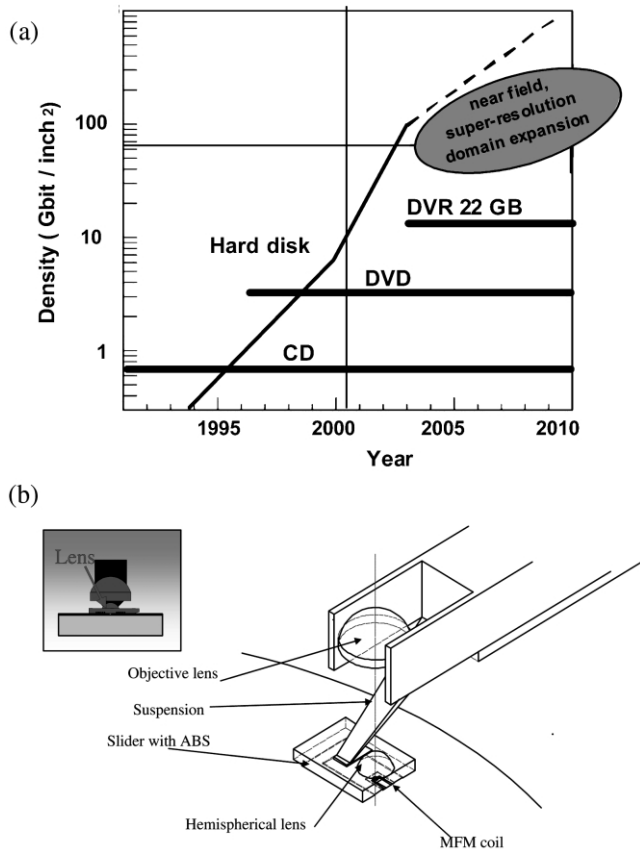 (a)
near field,
super-resolution
domain expansion
100
DVR 22 GB
10
Hard disk
DVD
1
CD
Density ( Gbit / inch 2)
1995
2000
2005
2010
Year
(b)
Lens
Objective lens
Suspension
Slider with ABS
Hemispherical lens
MFM coil